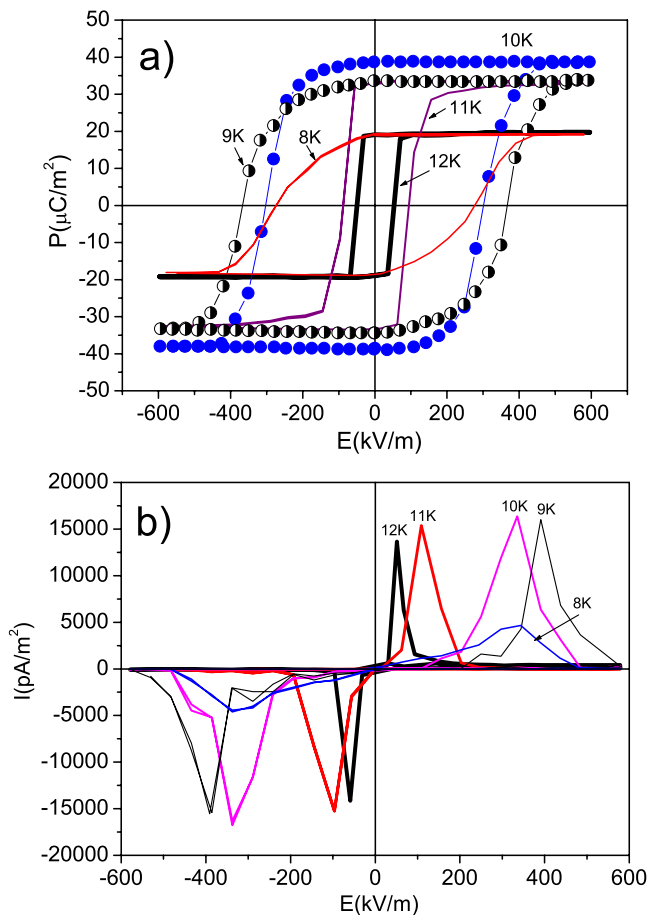 a)
10K
9K
8K
11K
12K
50
40
30
20
10
0
-10
-20
-30
-40
-50
P(μC/m²)
-600 -400 -200 0 200 400 600
E(kV/m)
b)
20000
15000
10000
5000
0
-5000
-10000
-15000
-20000
I(pA/m²)
12K 11K 10K 9K
8K
-600 -400 -200 0 200 400 600
E(kV/m)